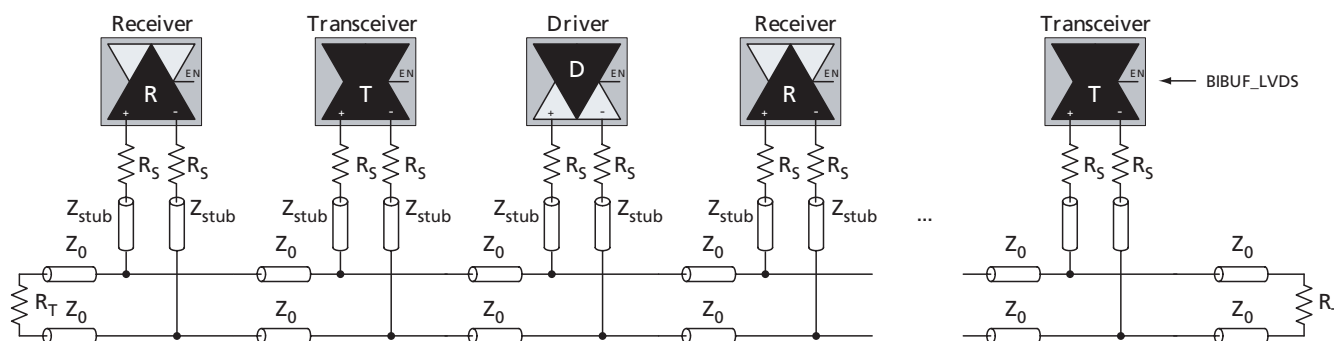 Receiver Transceiver Driver Receiver Transceiver
EN EN D EN EN BIBUF_LVDS
R T R T
+ - + - + - + - + -
R_S R_S R_S R_S R_S R_S R_S R_S R_S R_S
Z_stub Z_stub Z_stub Z_stub Z_stub Z_stub Z_stub Z_stub ...
Z_0 Z_0 Z_0 Z_0 Z_0 Z_0
R_T
Z_0 Z_0 Z_0 Z_0 Z_0 Z_0